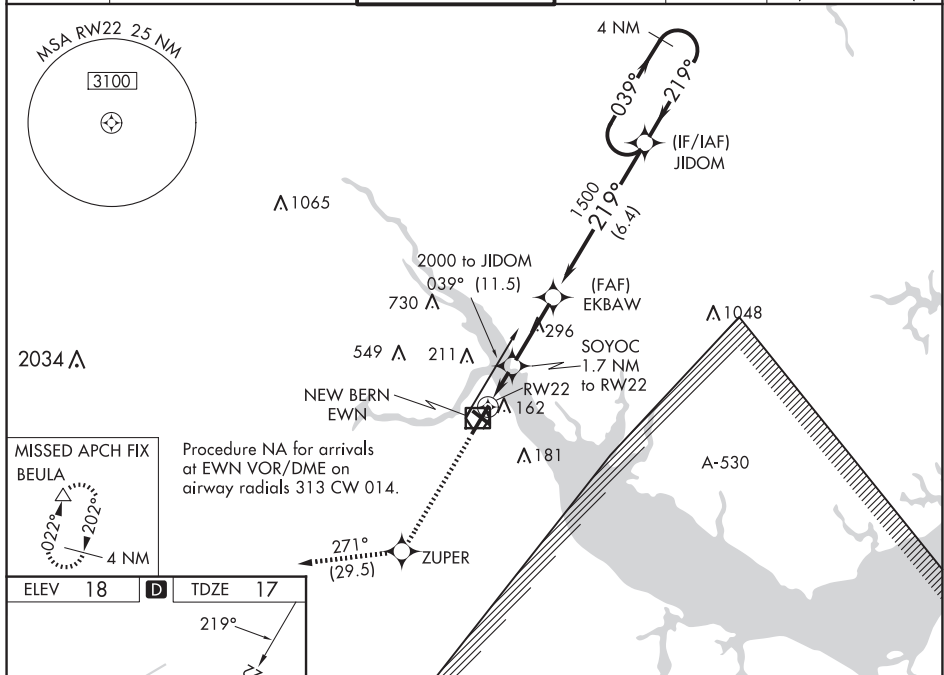 MSA RW22 25 NM
3100
4 NM
039°
219°
(IF/IAF)
JIDOM
1500
219°
(6.4)
1065
2000 to JIDOM
039° (11.5)
(FAF)
EKBAW
730
296
1048
2034
549
211
SOYOC
1.7 NM
to RW22
NEW BERN
EWN
RW22
162
181
A-530
MISSED APCH FIX
BEULA
022°
202°
4 NM
Procedure NA for arrivals
at EWN VOR/DME on
airway radials 313 CW 014.
271°
(29.5)
ZUPER
ELEV 18 D TDZE 17
219°